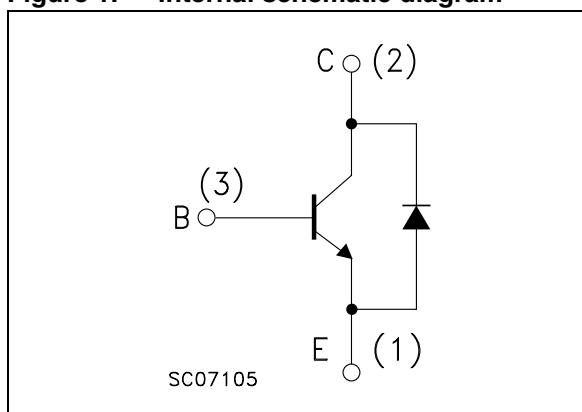 Figure 1. Internal schematic diagram
C (2)
(3)
B
E (1)
SC07105